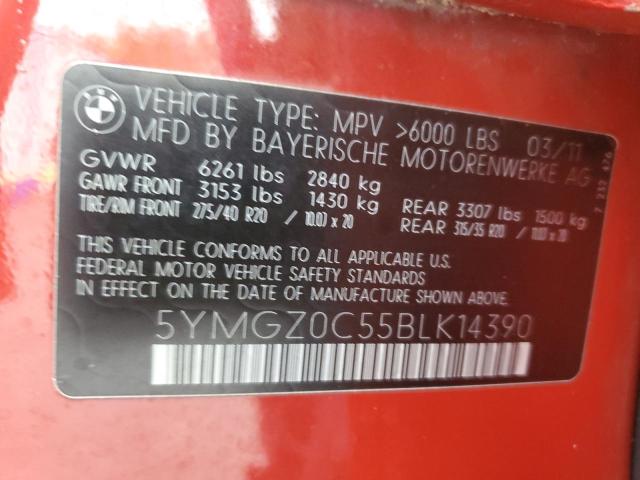 BMW
VEHICLE TYPE: MPV >6000 LBS 03/11
MFD BY BAYERISCHE MOTORENWERKE AG
GVWR 6261 lbs 2840 kg
GAWR FRONT 3153 lbs 1430 kg REAR 3307 lbs 1500 kg
TIRE/RIM FRONT 275/40 R20 / 10.0J x 20 REAR 315/35 R20 / 11.0J x 20
THIS VEHICLE CONFORMS TO ALL APPLICABLE U.S.
FEDERAL MOTOR VEHICLE SAFETY STANDARDS
IN EFFECT ON THE DATE OF MANUFACTURE SHOWN ABOVE.
5YMGZ0C55BLK14390